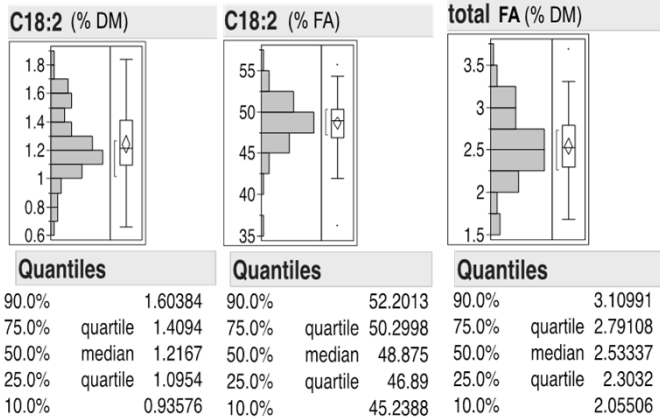 C18:2 (% DM)
1.8
1.6
1.4
1.2
1
0.8
0.6
Quantiles
90.0% 1.60384
75.0% quartile 1.4094
50.0% median 1.2167
25.0% quartile 1.0954
10.0% 0.93576
C18:2 (% FA)
55
50
45
40
35
Quantiles
90.0% 52.2013
75.0% quartile 50.2998
50.0% median 48.875
25.0% quartile 46.89
10.0% 45.2388
total FA (% DM)
3.5
3
2.5
2
1.5
Quantiles
90.0% 3.10991
75.0% quartile 2.79108
50.0% median 2.53337
25.0% quartile 2.3032
10.0% 2.05506